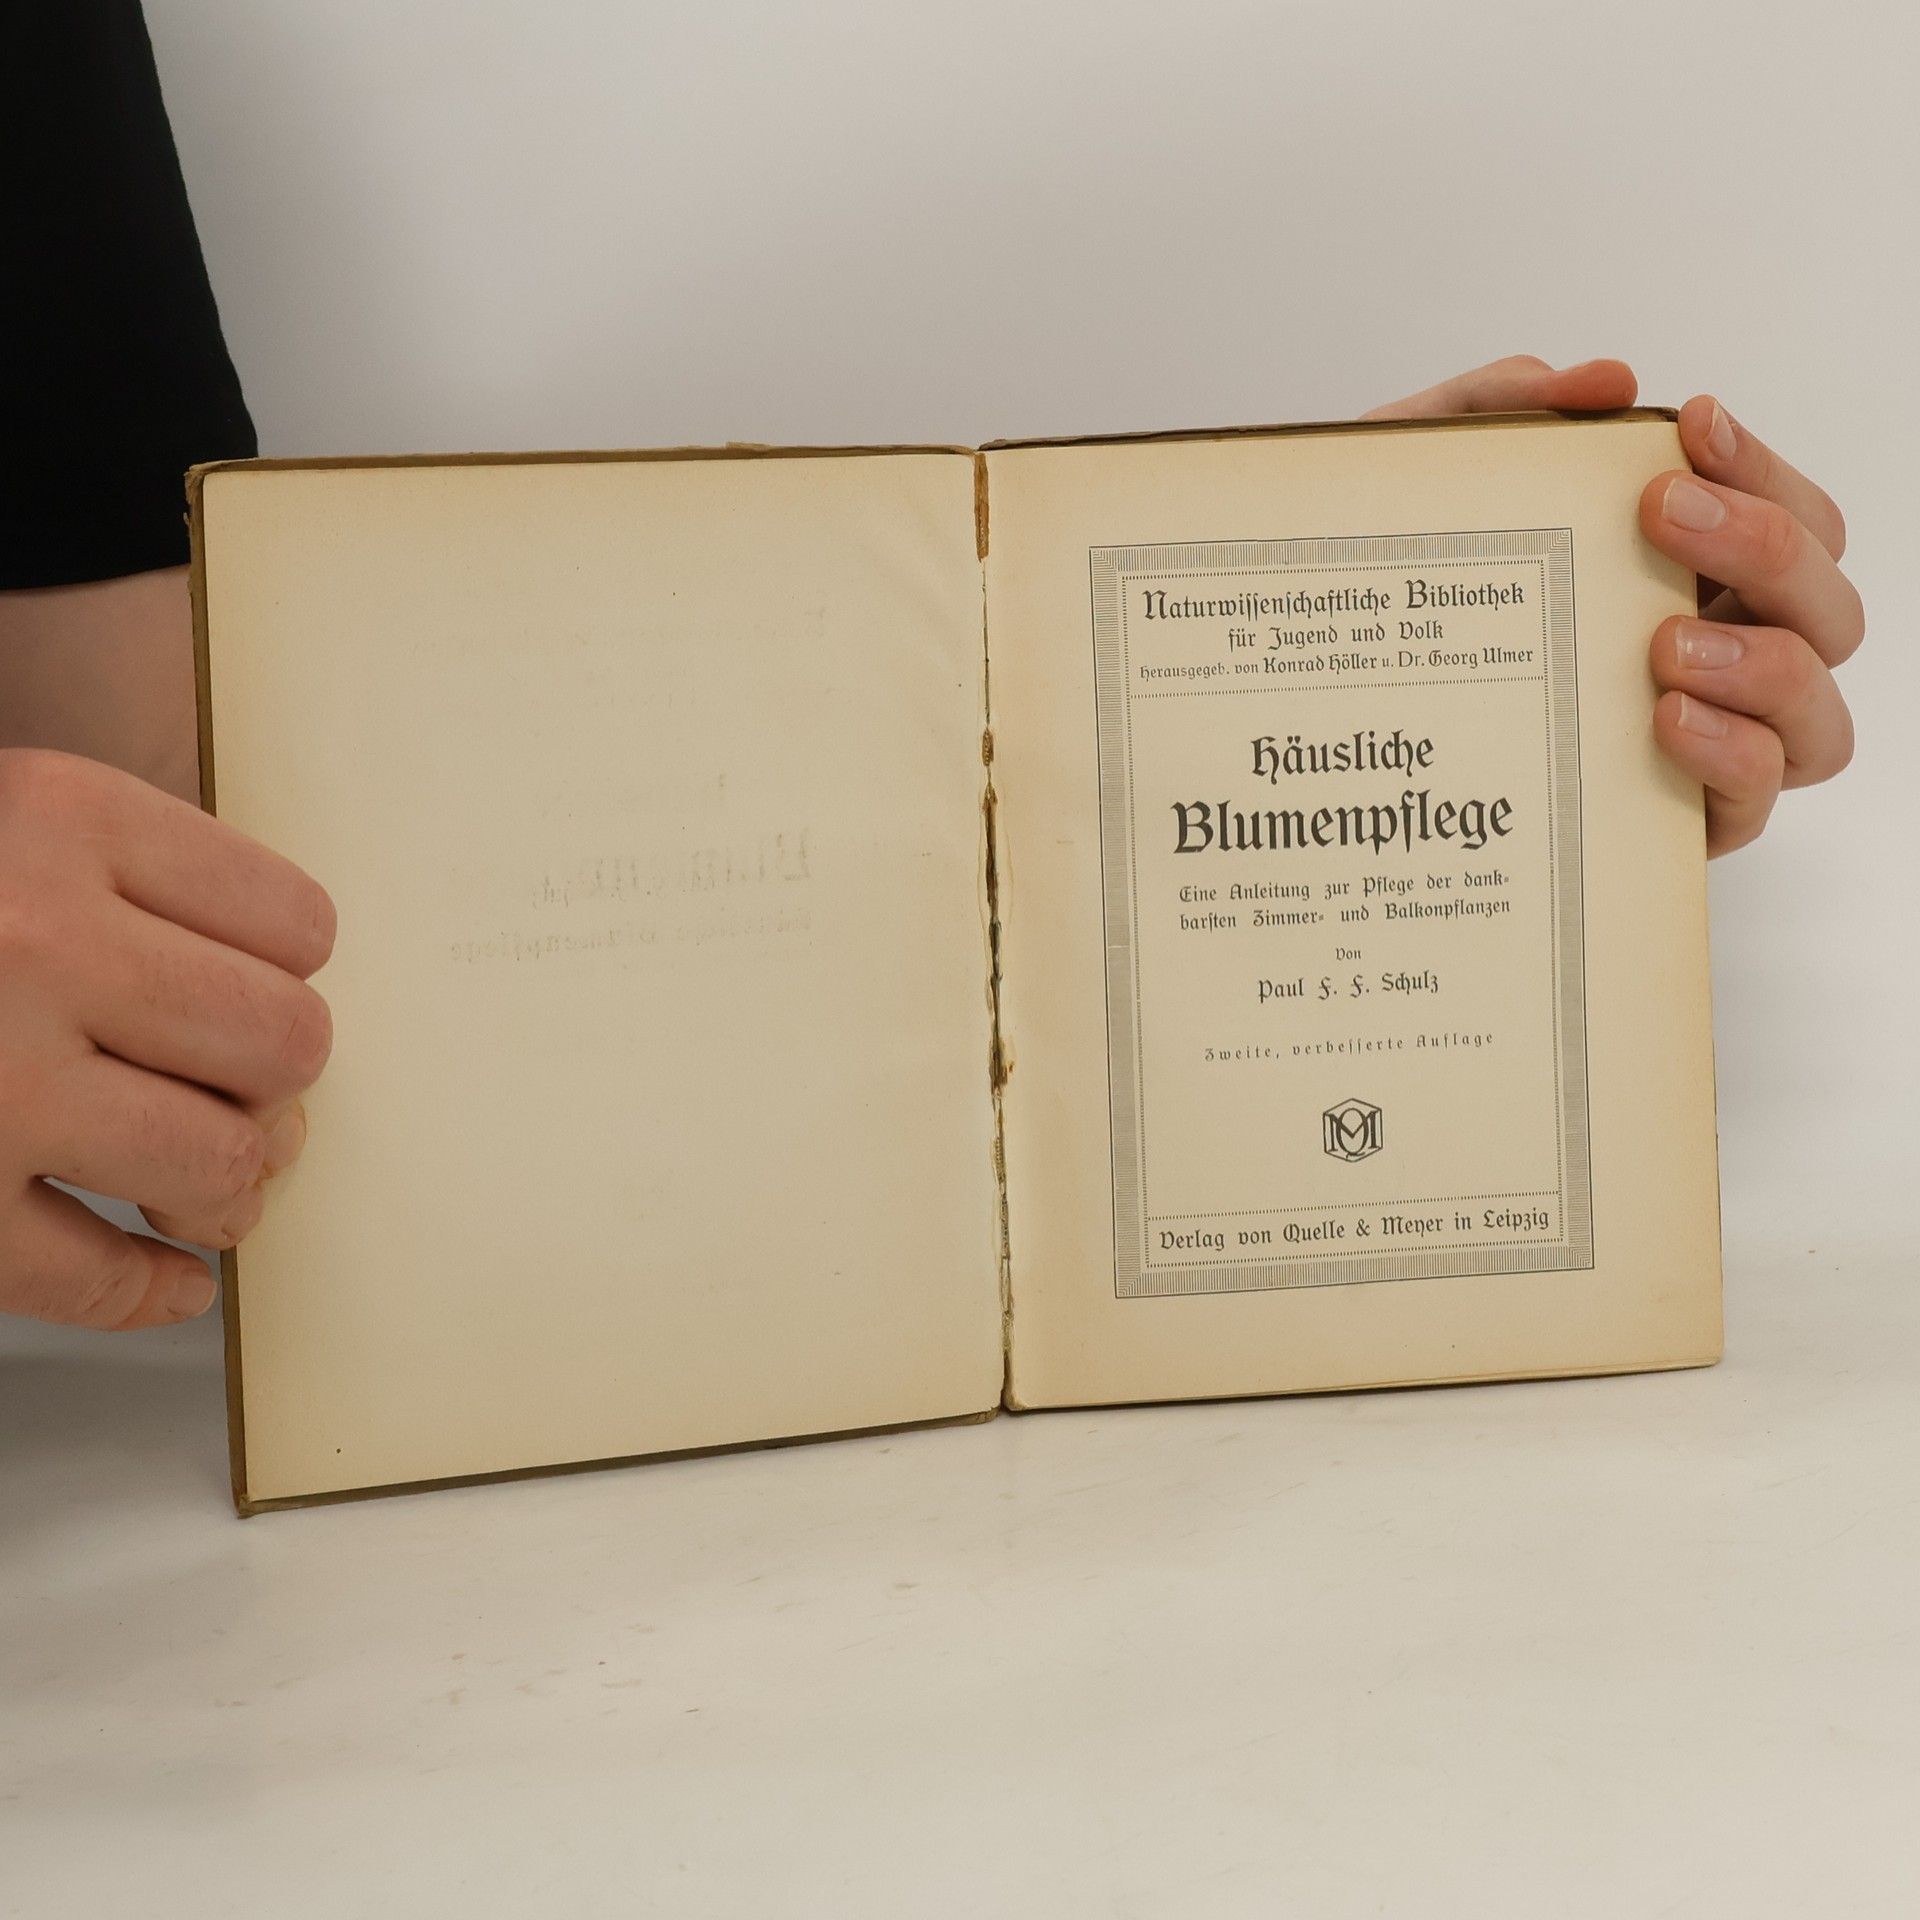 Naturwiſſenſchaftliche Bibliothek
für Jugend und Volk
Herausgegeb. von Konrad Höller u. Dr. Georg Ulmer
Häusliche
Blumenpflege
Eine Anleitung zur Pflege der dank-
barſten Zimmer- und Balkonpflanzen
Von
Paul F. F. Schulz
Zweite, verbeſſerte Auflage
QM
Verlag von Quelle & Meyer in Leipzig